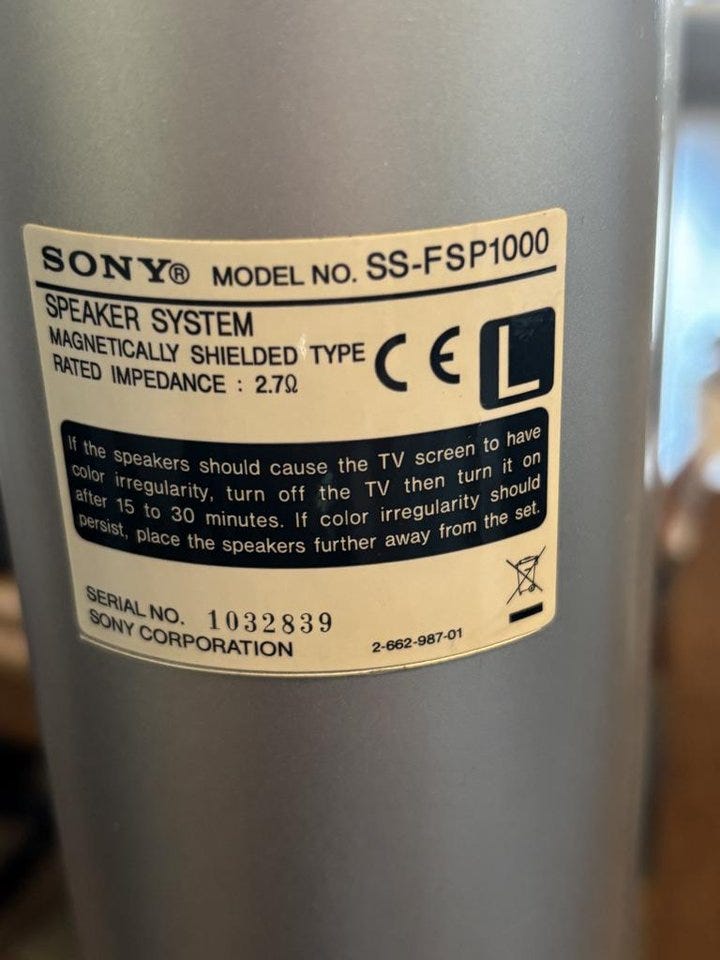 SONY® MODEL NO. SS-FSP1000
SPEAKER SYSTEM
MAGNETICALLY SHIELDED TYPE
RATED IMPEDANCE : 2.7Ω
CE L
If the speakers should cause the TV screen to have
color irregularity, turn off the TV then turn it on
after 15 to 30 minutes. If color irregularity should
persist, place the speakers further away from the set.
SERIAL NO. 1032839
SONY CORPORATION 2-662-987-01